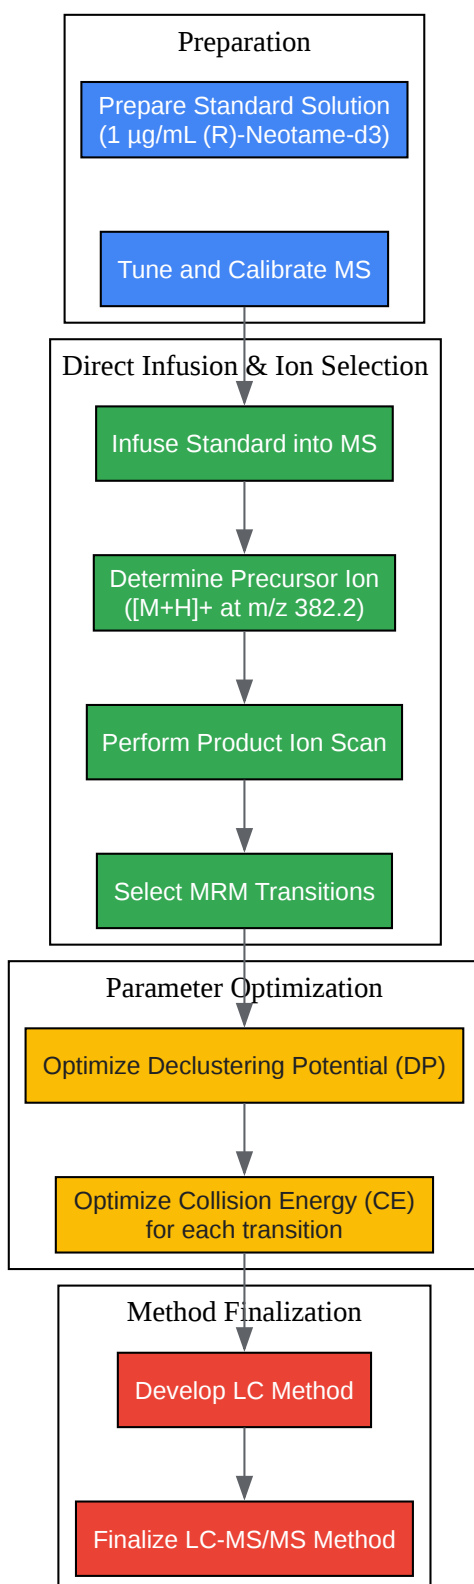 Preparation
Prepare Standard Solution
(1 µg/mL (R)-Neotame-d3)
Tune and Calibrate MS
Direct Infusion & Ion Selection
Infuse Standard into MS
Determine Precursor Ion
([M+H]+ at m/z 382.2)
Perform Product Ion Scan
Select MRM Transitions
Parameter Optimization
Optimize Declustering Potential (DP)
Optimize Collision Energy (CE)
for each transition
Method Finalization
Develop LC Method
Finalize LC-MS/MS Method